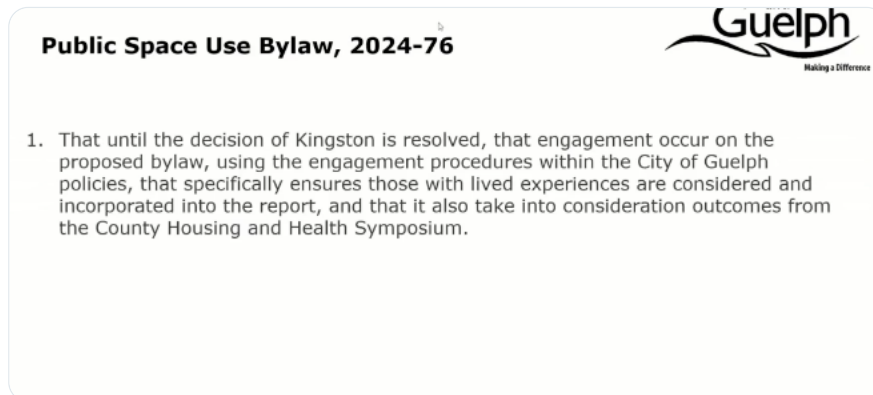 Guelph
Making a Difference
Public Space Use Bylaw, 2024-76
1. That until the decision of Kingston is resolved, that engagement occur on the
proposed bylaw, using the engagement procedures within the City of Guelph
policies, that specifically ensures those with lived experiences are considered and
incorporated into the report, and that it also take into consideration outcomes from
the County Housing and Health Symposium.